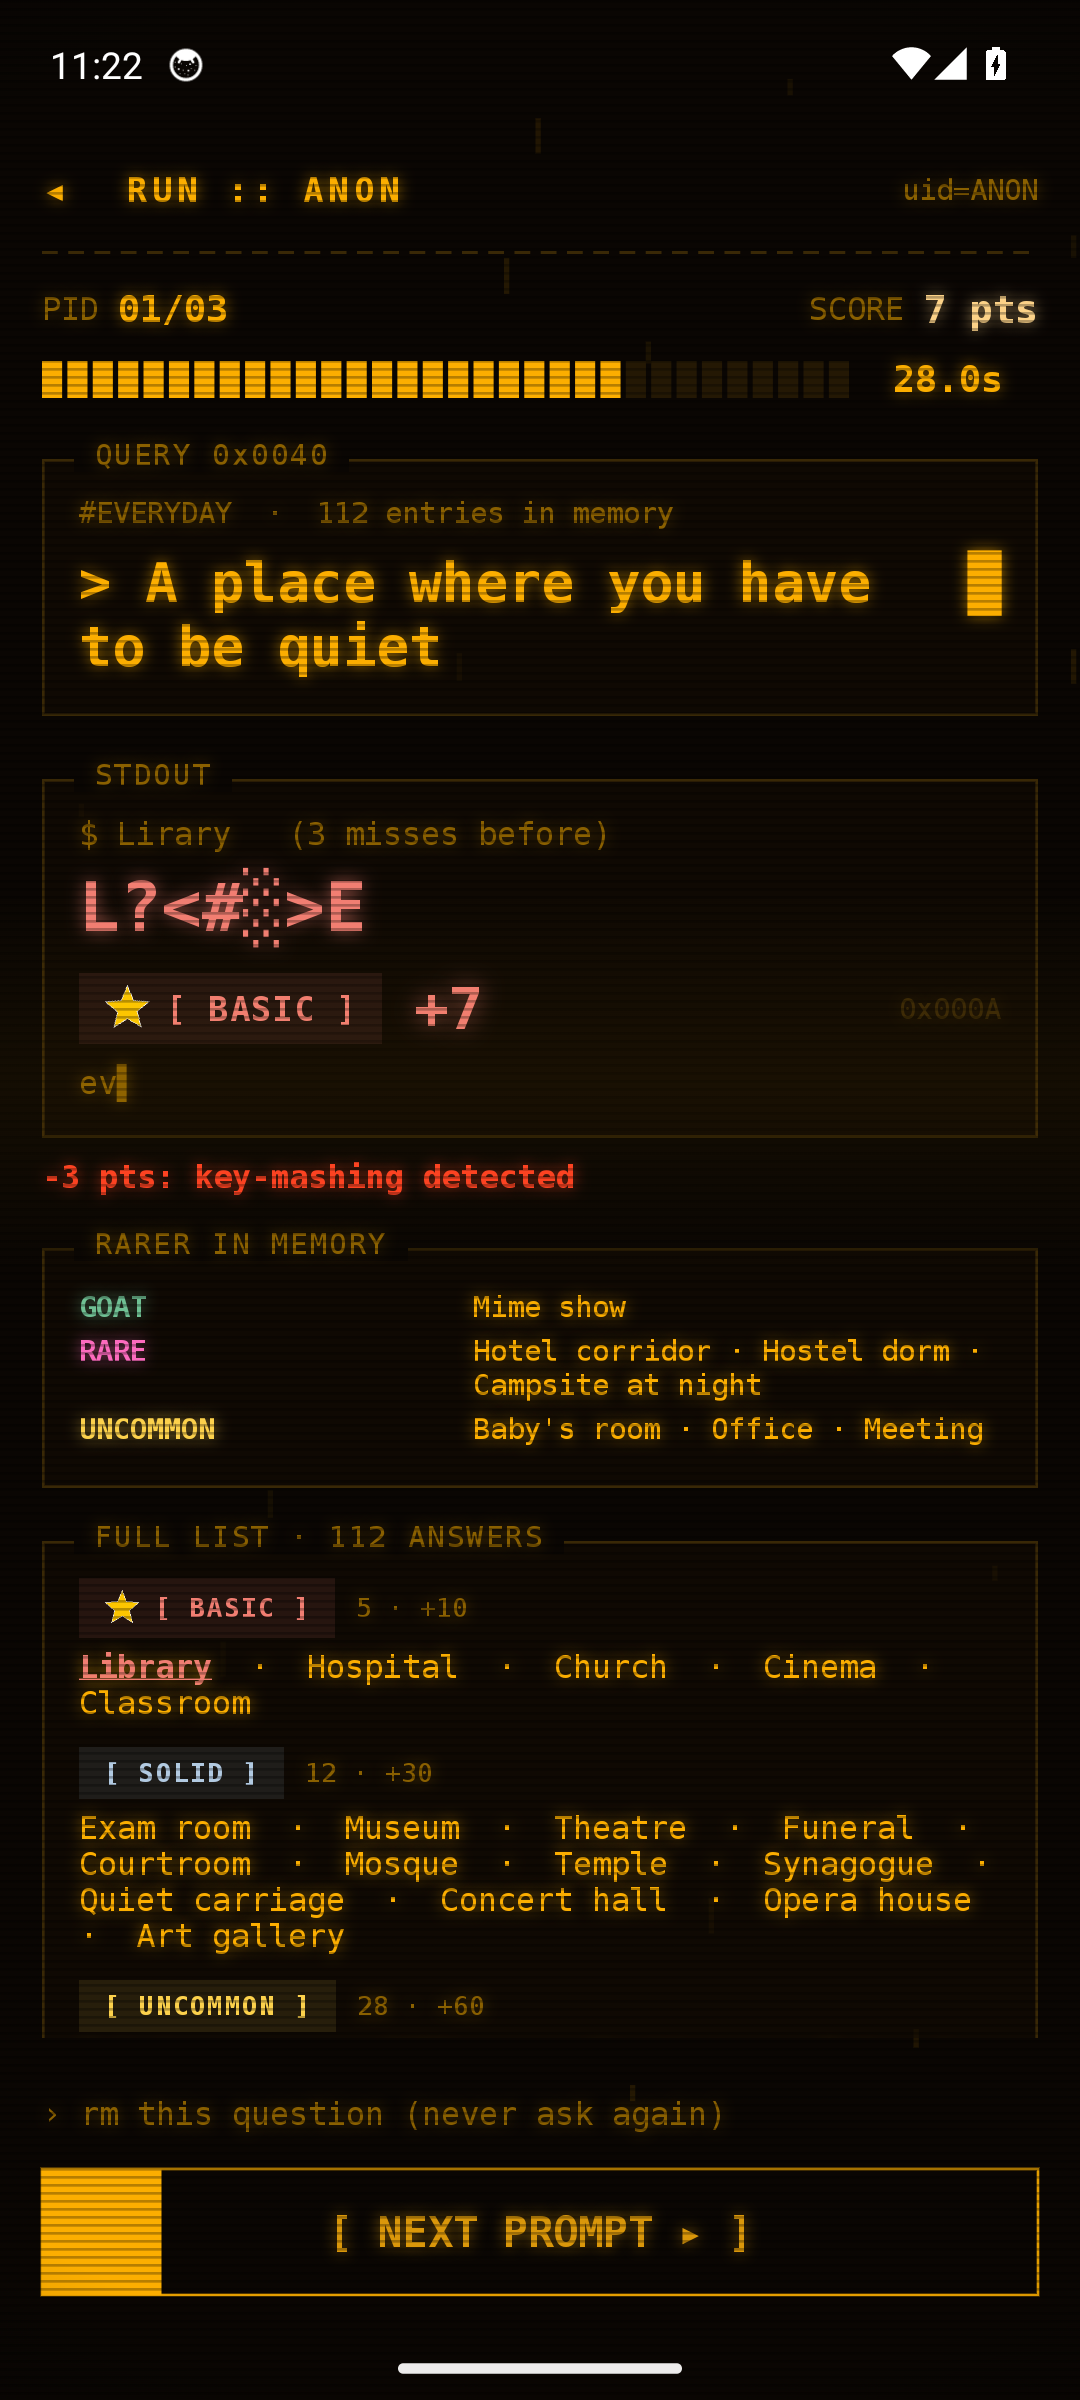 11:22
◂ RUN :: ANON uid=ANON
PID 01/03 SCORE 7 pts
28.0s
QUERY 0x0040
#EVERYDAY · 112 entries in memory
> A place where you have
to be quiet
STDOUT
$ Lirary (3 misses before)
L?<#░>E
⭐ [ BASIC ] +7 0x000A
ev
-3 pts: key-mashing detected
RARER IN MEMORY
GOAT Mime show
RARE Hotel corridor · Hostel dorm ·
Campsite at night
UNCOMMON Baby's room · Office · Meeting
FULL LIST · 112 ANSWERS
⭐ [ BASIC ] 5 · +10
Library · Hospital · Church · Cinema ·
Classroom
[ SOLID ] 12 · +30
Exam room · Museum · Theatre · Funeral ·
Courtroom · Mosque · Temple · Synagogue ·
Quiet carriage · Concert hall · Opera house
· Art gallery
[ UNCOMMON ] 28 · +60
› rm this question (never ask again)
[ NEXT PROMPT ▸ ]